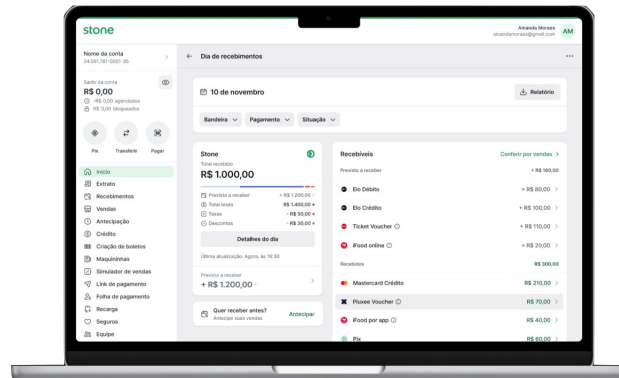 stone
Amanda Moraes
amandamoraes@gmail.com
AM
Nome da conta
24.091.781-0001-35
Saldo da conta
R$ 0,00
-R$ 0,00 agendados
R$ 0,00 bloqueados
Pix
Transferir
Pagar
Início
Extrato
Recebimentos
Vendas
Antecipação
Crédito
Criação de boletos
Maquininhas
Simulador de vendas
Link de pagamento
Folha de pagamento
Recarga
Seguros
Equipe
Dia de recebimentos
10 de novembro
Relatório
Bandeira
Pagamento
Situação
Stone
Total recebido
R$ 1.000,00
Previsto a receber + R$ 1.200,00
Total bruto R$ 1.400,00
Taxas - R$ 50,00
Descontos - R$ 30,00
Detalhes do dia
Última atualização: Agora, às 18:30
Previsto a receber
+ R$ 1.200,00
Quer receber antes?
Antecipe suas vendas
Antecipar
Recebíveis
Conferir por vendas
Previsto a receber + R$ 180,00
Elo Débito + R$ 80,00
Elo Crédito + R$ 100,00
Ticket Voucher + R$ 110,00
iFood online + R$ 20,00
Recebidos R$ 300,00
Mastercard Crédito R$ 210,00
Pluxee Voucher R$ 70,00
iFood por app R$ 40,00
Pix R$ 60,00